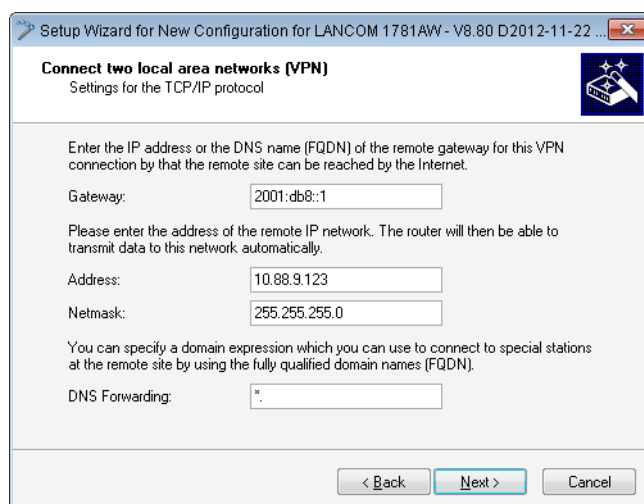 Setup Wizard for New Configuration for LANCOM 1781AW - V8.80 D2012-11-22 ...
Connect two local area networks (VPN)
Settings for the TCP/IP protocol
Enter the IP address or the DNS name (FQDN) of the remote gateway for this VPN
connection by that the remote site can be reached by the Internet.
Gateway: 2001:db8::1
Please enter the address of the remote IP network. The router will then be able to
transmit data to this network automatically.
Address: 10.88.9.123
Netmask: 255.255.255.0
You can specify a domain expression which you can use to connect to special stations
at the remote site by using the fully qualified domain names (FQDN).
DNS Forwarding: *.
< Back Next > Cancel